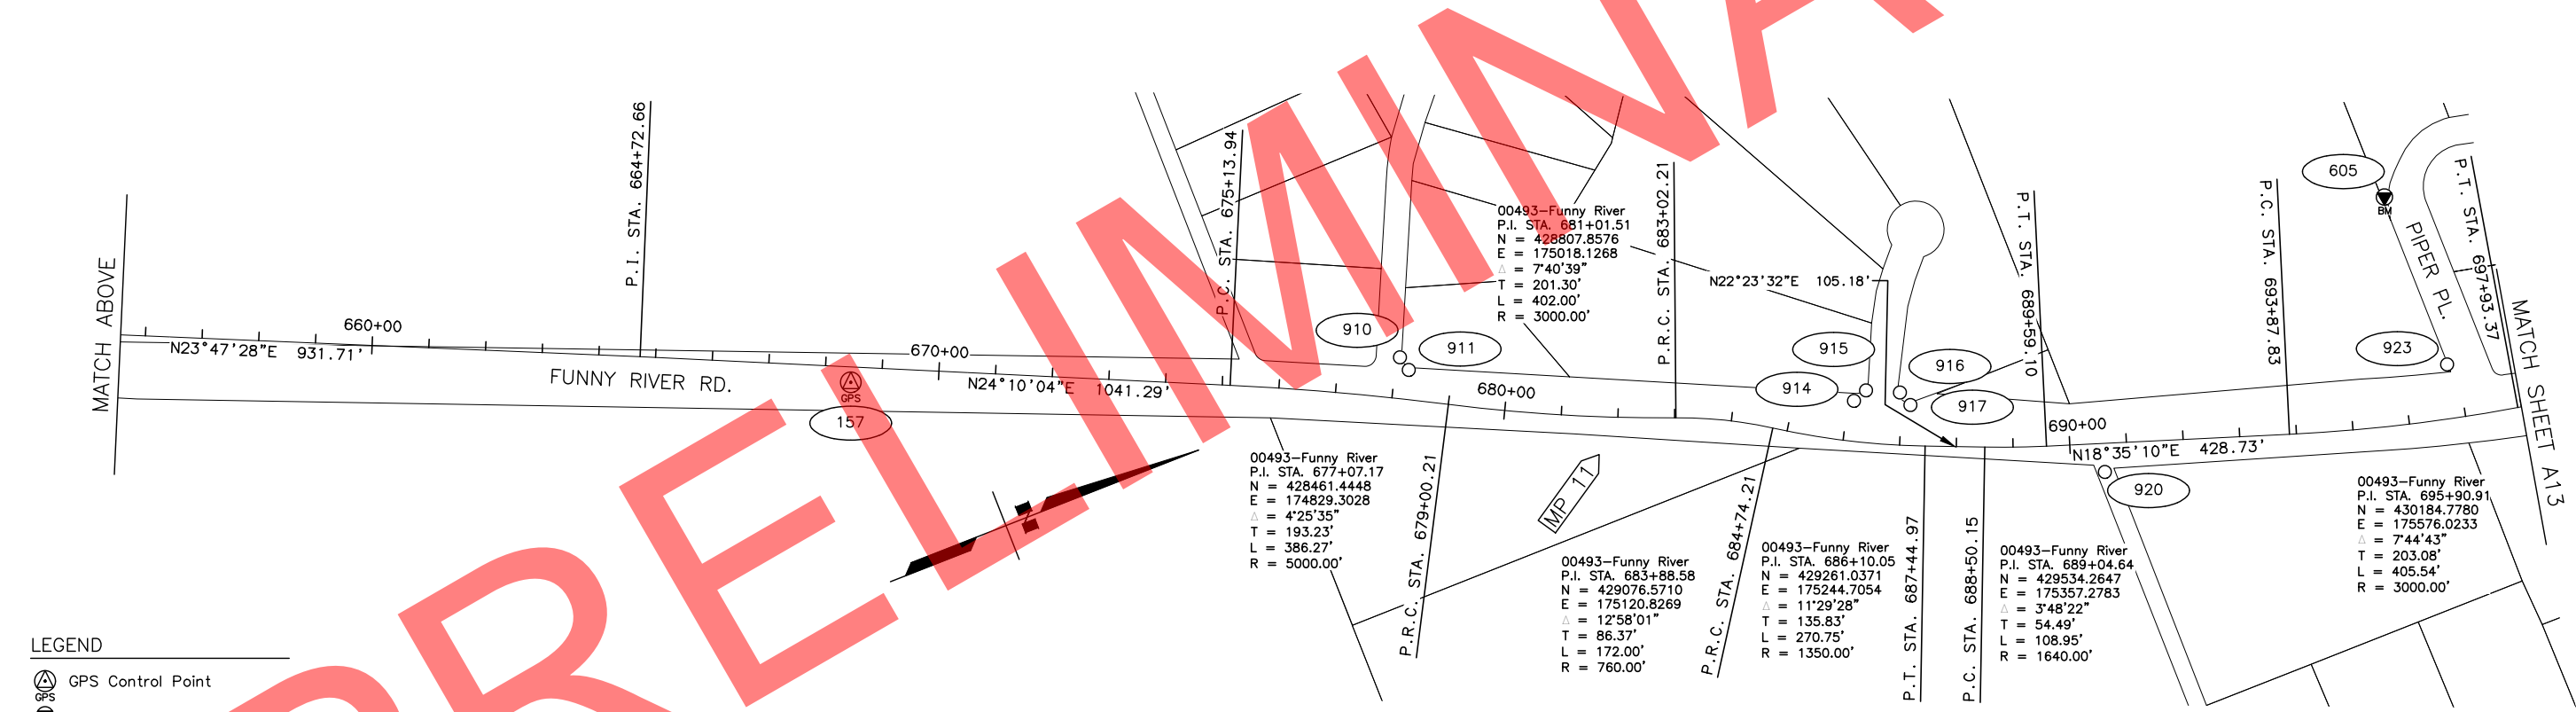 PRELIMINA
MATCH ABOVE
660+00
N23°47'28"E 931.71'
P.I. STA. 664+72.66
FUNNY RIVER RD.
GPS
157
670+00
N24°10'04"E 1041.29'
P.C. STA. 675+13.94
910
911
00493-Funny River
P.I. STA. 681+01.51
N = 428807.8576
E = 175018.1268
Δ = 7°40'39"
T = 201.30'
L = 402.00'
R = 3000.00'
680+00
P.R.C. STA. 683+02.21
N22°23'32"E 105.18'
914
915
916
917
P.T. STA. 689+59.10
690+00
N18°35'10"E 428.73'
P.C. STA. 693+87.83
605
BM
PIPER PL.
P.T. STA. 697+93.37
923
MATCH SHEET A13
920
00493-Funny River
P.I. STA. 677+07.17
N = 428461.4448
E = 174829.3028
Δ = 4°25'35"
T = 193.23'
L = 386.27'
R = 5000.00'
P.R.C. STA. 679+00.21
MP 11
00493-Funny River
P.I. STA. 683+88.58
N = 429076.5710
E = 175120.8269
Δ = 12°58'01"
T = 86.37'
L = 172.00'
R = 760.00'
P.R.C. STA. 684+74.21
00493-Funny River
P.I. STA. 686+10.05
N = 429261.0371
E = 175244.7054
Δ = 11°29'28"
T = 135.83'
L = 270.75'
R = 1350.00'
P.T. STA. 687+44.97
P.C. STA. 688+50.15
00493-Funny River
P.I. STA. 689+04.64
N = 429534.2647
E = 175357.2783
Δ = 3°48'22"
T = 54.49'
L = 108.95'
R = 1640.00'
00493-Funny River
P.I. STA. 695+90.91
N = 430184.7780
E = 175576.0233
Δ = 7°44'43"
T = 203.08'
L = 405.54'
R = 3000.00'
LEGEND
GPS
GPS Control Point